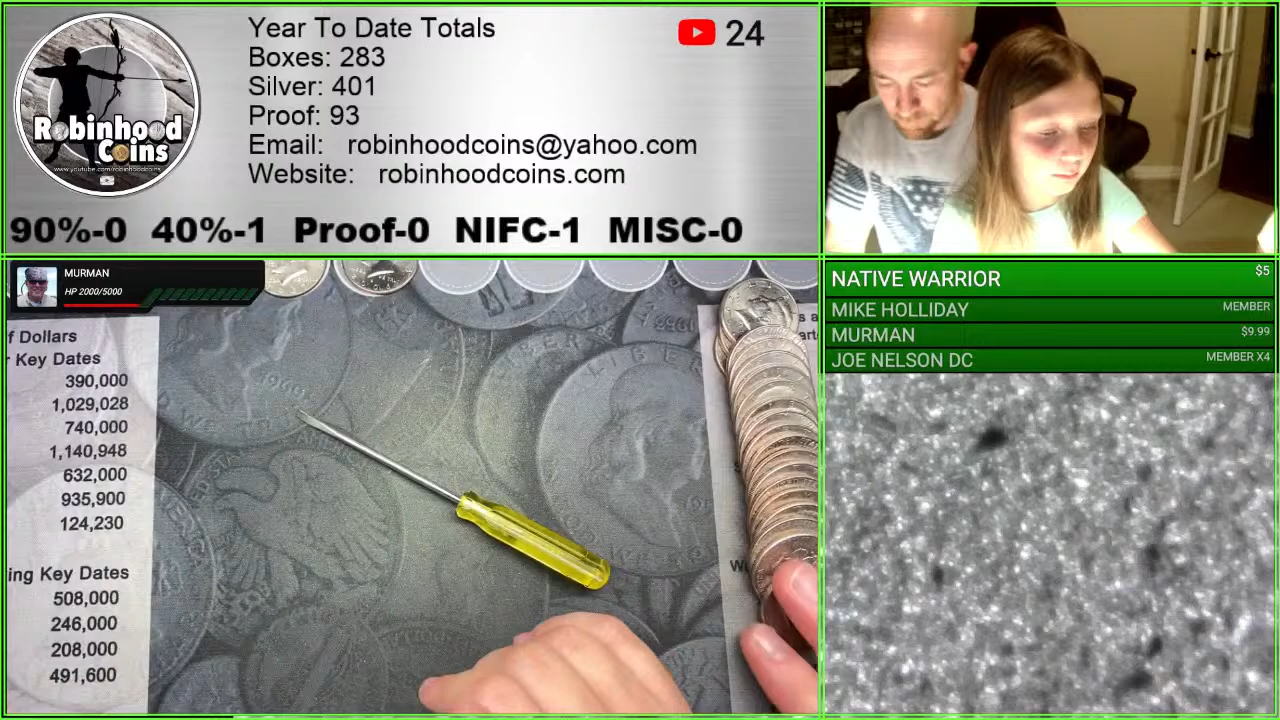 Year To Date Totals
Boxes: 283
Silver: 401
Proof: 93
Email: robinhoodcoins@yahoo.com
Website: robinhoodcoins.com
24
Robinhood
Coins
www.youtube.com/robinhoodcoins
90%-0 40%-1 Proof-0 NIFC-1 MISC-0
MURMAN
HP 2000/5000
NATIVE WARRIOR $5
MIKE HOLLIDAY MEMBER
MURMAN $9.99
JOE NELSON DC MEMBER X4
f Dollars
r Key Dates
390,000
1,029,028
740,000
1,140,948
632,000
935,900
124,230
ing Key Dates
508,000
246,000
208,000
491,600